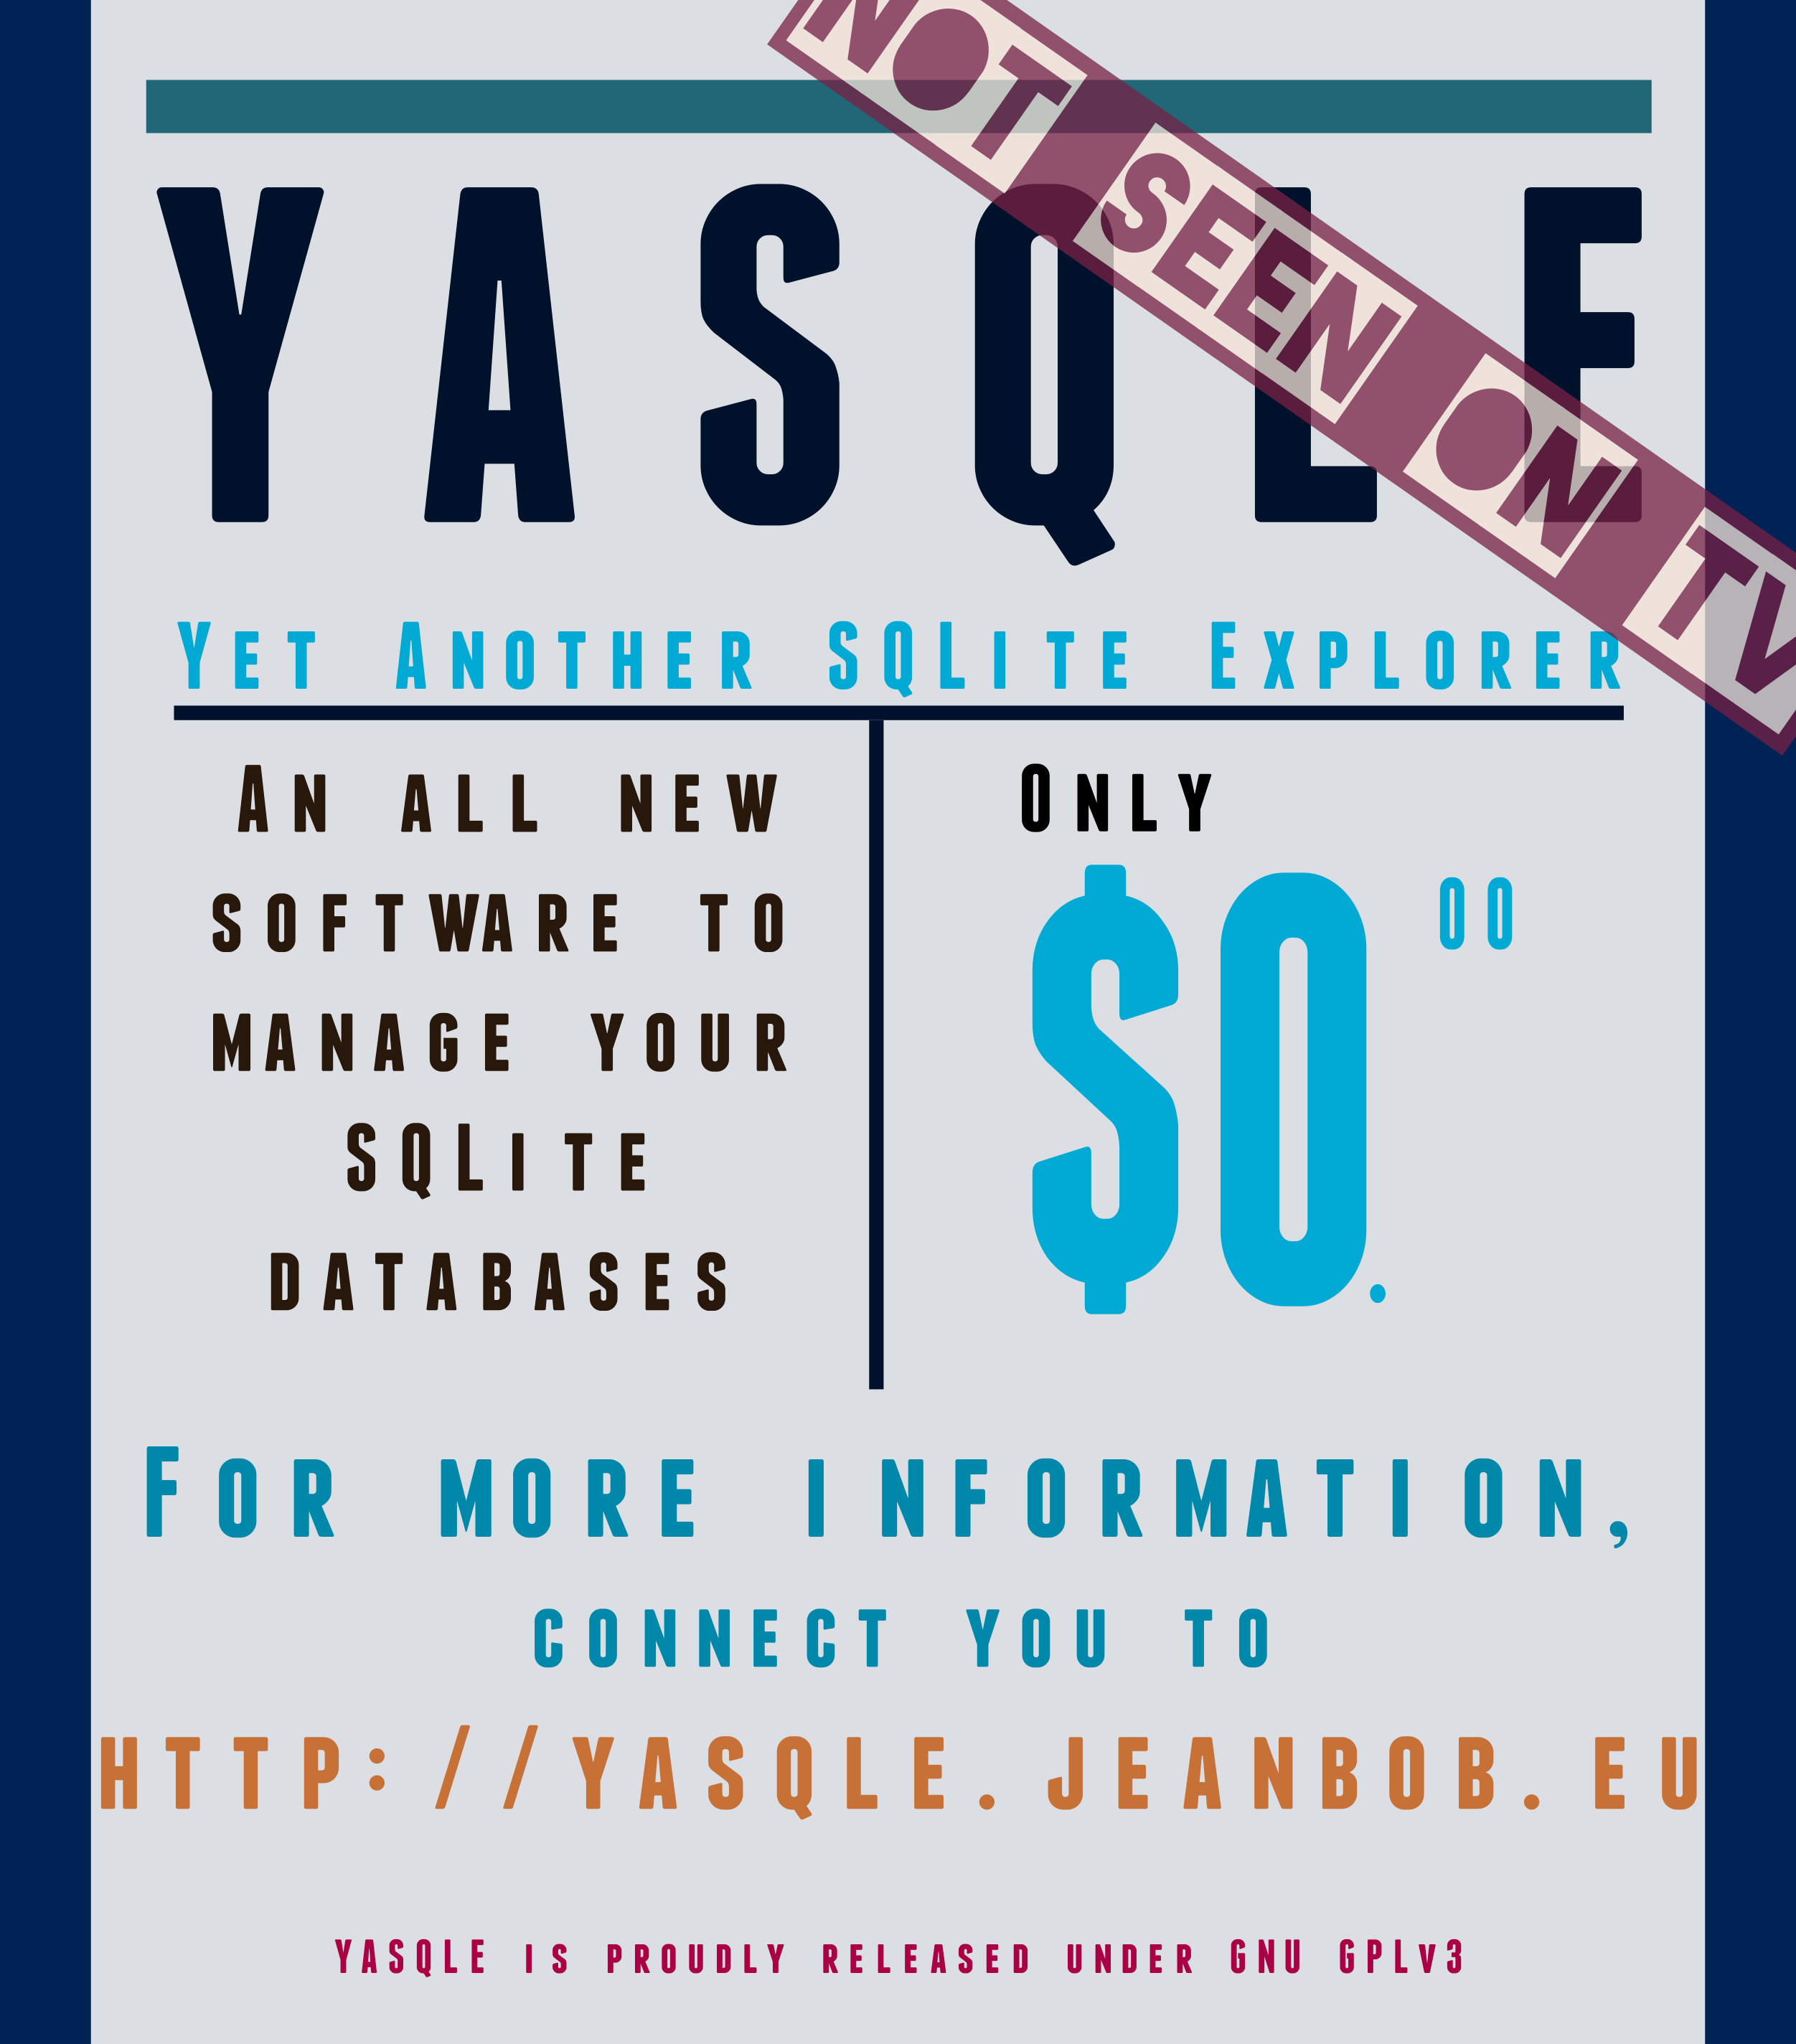 NOT SEEN ON TV
YASQLE
Yet Another SQLite Explorer
An all new
software to
manage your
SQLite
databases
Only
$0.00
For more information,
connect you to
http://yasqle.jeanbob.eu
YASQLE is proudly released under GNU GPLv3